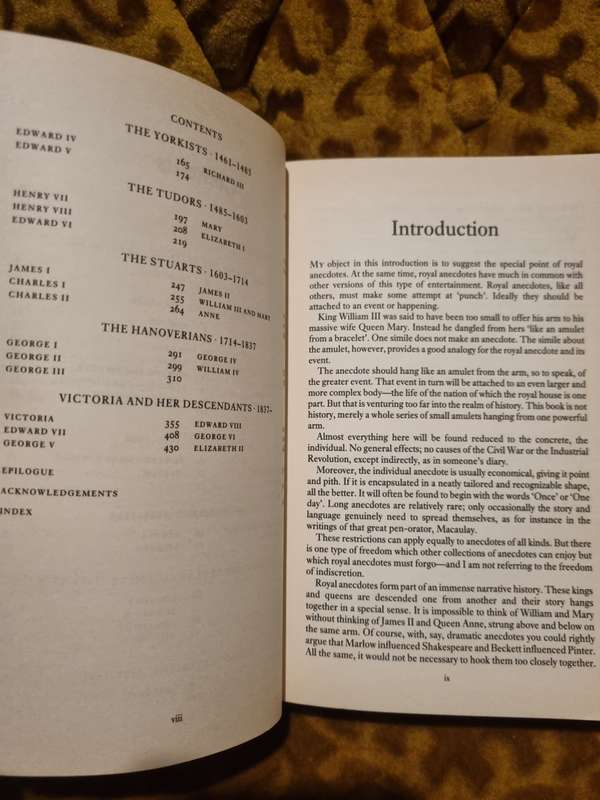 CONTENTS
THE YORKISTS · 1461–1485
EDWARD IV 165 RICHARD III
EDWARD V 174
THE TUDORS · 1485–1603
HENRY VII 197 MARY
HENRY VIII 208 ELIZABETH I
EDWARD VI 219
THE STUARTS · 1603–1714
JAMES I 247 JAMES II
CHARLES I 255 WILLIAM III AND MARY
CHARLES II 264 ANNE
THE HANOVERIANS · 1714–1837
GEORGE I 291 GEORGE IV
GEORGE II 299 WILLIAM IV
GEORGE III 310
VICTORIA AND HER DESCENDANTS · 1837–
VICTORIA 355 EDWARD VIII
EDWARD VII 408 GEORGE VI
GEORGE V 430 ELIZABETH II
EPILOGUE
ACKNOWLEDGEMENTS
INDEX
viii
Introduction
MY object in this introduction is to suggest the special point of royal
anecdotes. At the same time, royal anecdotes have much in common with
other versions of this type of entertainment. Royal anecdotes, like all
others, must make some attempt at 'punch'. Ideally they should be
attached to an event or happening.
King William III was said to have been too small to offer his arm to his
massive wife Queen Mary. Instead he dangled from hers 'like an amulet
from a bracelet'. One simile does not make an anecdote. The simile about
the amulet, however, provides a good analogy for the royal anecdote and its
event.
The anecdote should hang like an amulet from the arm, so to speak, of
the greater event. That event in turn will be attached to an even larger and
more complex body—the life of the nation of which the royal house is one
part. But that is venturing too far into the realm of history. This book is not
history, merely a whole series of small amulets hanging from one powerful
arm.
Almost everything here will be found reduced to the concrete, the
individual. No general effects; no causes of the Civil War or the Industrial
Revolution, except indirectly, as in someone's diary.
Moreover, the individual anecdote is usually economical, giving it point
and pith. If it is encapsulated in a neatly tailored and recognizable shape,
all the better. It will often be found to begin with the words 'Once' or 'One
day'. Long anecdotes are relatively rare; only occasionally the story and
language genuinely need to spread themselves, as for instance in the
writings of that great pen-orator, Macaulay.
These restrictions can apply equally to anecdotes of all kinds. But there
is one type of freedom which other collections of anecdotes can enjoy but
which royal anecdotes must forgo—and I am not referring to the freedom
of indiscretion.
Royal anecdotes form part of an immense narrative history. These kings
and queens are descended one from another and their story hangs
together in a special sense. It is impossible to think of William and Mary
without thinking of James II and Queen Anne, strung above and below on
the same arm. Of course, with, say, dramatic anecdotes you could rightly
argue that Marlow influenced Shakespeare and Beckett influenced Pinter.
All the same, it would not be necessary to hook them too closely together.
ix